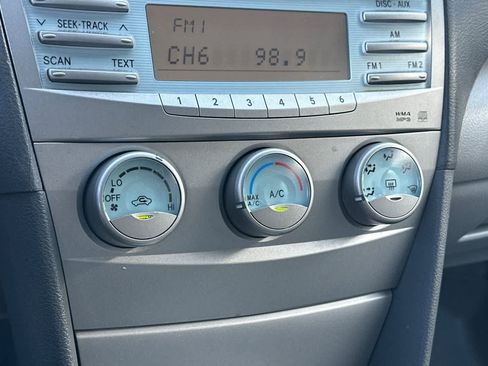 SEEK·TRACK
SCAN TEXT
FM1
CH6 98.9
DISC·AUX
AM
FM1 FM2
1 2 3 4 5 6
WMA
MP3
LO
OFF
HI
MAX
A/C
A/C